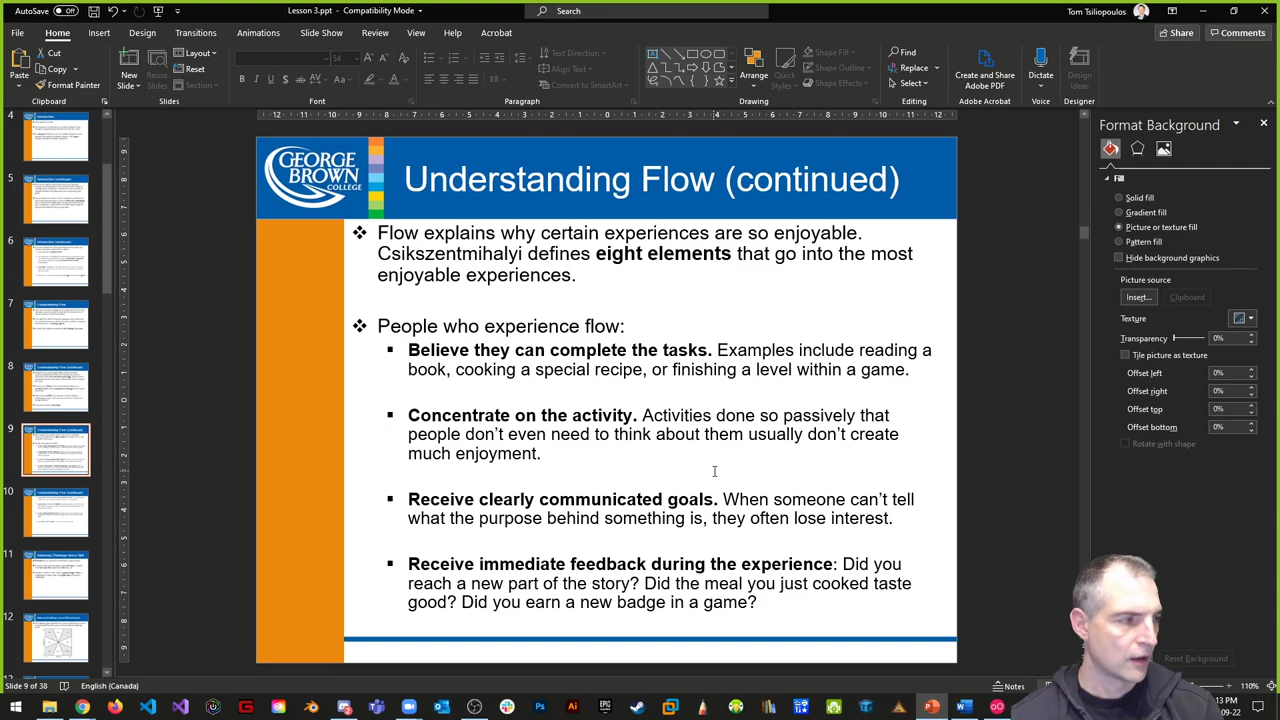 AutoSave Off
Lesson 3.ppt - Compatibility Mode
Search
Tom Tsiliopoulos
File Home Insert Design Transitions Animations Slide Show Review View Help Acrobat
Share Comments
Paste Cut Copy Format Painter
Clipboard
New Slide Reuse Slides Layout Reset Section
Slides
Font
Text Direction Align Text Convert to SmartArt
Paragraph
Arrange Quick Styles Shape Fill Shape Outline Shape Effects
Drawing
Find Replace Select
Editing
Create and Share Adobe PDF
Adobe Acrobat
Dictate
Voice
Design Ideas
Designer
4
5
6
7
8
9
10
11
12
GEORGE
BROWN
COLLEGE
Understanding Flow (continued)
Flow explains why certain experiences are so enjoyable.
Csikszentmihalyi defines eight elements that go into the most
enjoyable experiences.
People who experience flow:
Believe they can complete the tasks. Examples include reading a
book, cooking a special recipe, or finishing a level within a game.
Concentrate on the activity. Activities done so passively that
people don't even need to think about them usually don't create
much enjoyment.
Receive clearly communicated goals. When someone can't tell
what the purpose behind something is, they often lose interest.
Receive immediate feedback during the experience. Did you
reach a new part of the story? Did the meal you just cooked taste
good? Did you earn a new badge in a game?
Format Background
Fill
Solid fill
Gradient fill
Picture or texture fill
Pattern fill
Hide background graphics
Picture source
Insert... Clipboard
Texture
Transparency 0%
Tile picture as texture
Offset left 0%
Offset right 0%
Offset top 0%
Offset bottom 0%
Rotate with shape
Reset Background
Slide 9 of 38 English (Canada)
Notes
110%
13 PM
09-22